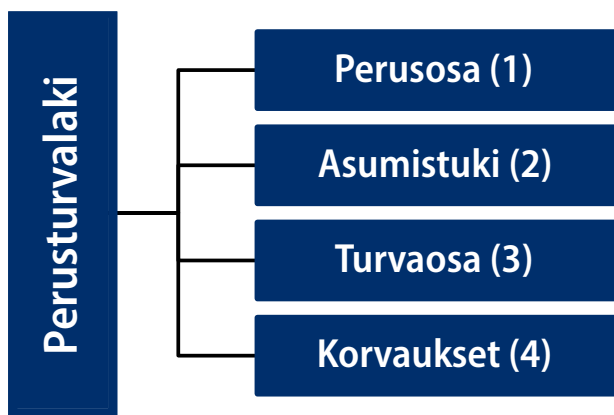 Perusturvalaki
Perusosa (1)
Asumistuki (2)
Turvaosa (3)
Korvaukset (4)